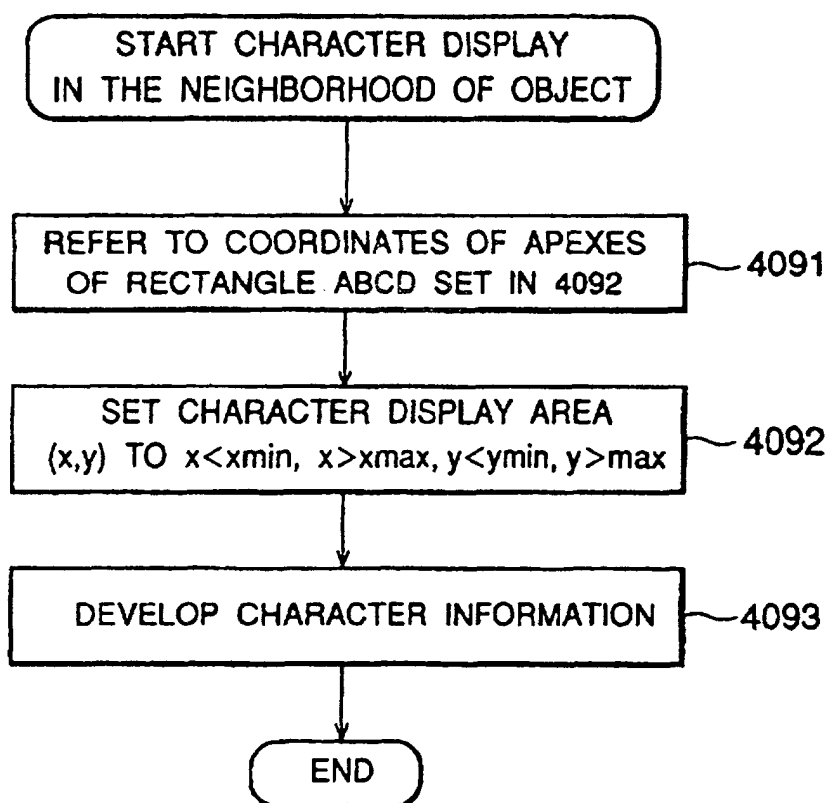 START CHARACTER DISPLAY
IN THE NEIGHBORHOOD OF OBJECT
REFER TO COORDINATES OF APEXES
OF RECTANGLE ABCD SET IN 4092
4091
SET CHARACTER DISPLAY AREA
(x,y) TO x<xmin, x>xmax, y<ymin, y>max
4092
DEVELOP CHARACTER INFORMATION
4093
END